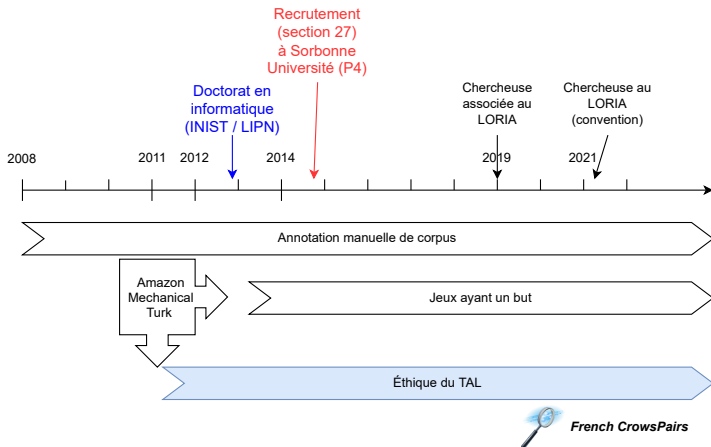 Recrutement
(section 27)
à Sorbonne
Université (P4)
Doctorat en
informatique
(INIST / LIPN)
Chercheuse
associée au
LORIA
Chercheuse au
LORIA
(convention)
2008
2011
2012
2014
2019
2021
Annotation manuelle de corpus
Amazon
Mechanical
Turk
Jeux ayant un but
Éthique du TAL
French CrowsPairs